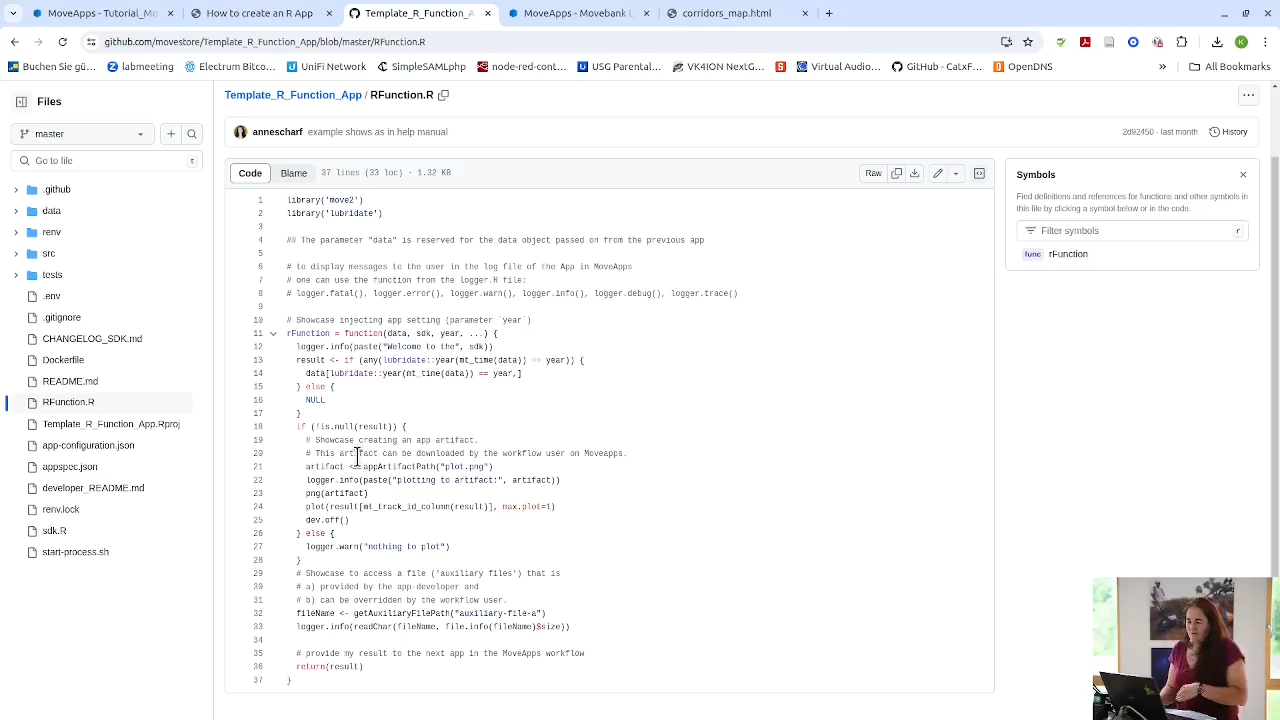 MoveApps - Tutorial_Mo
How to create an R App
Template_R_Function_A
MoveApps - Movebank L
corridors_map.html
github.com/movestore/Template_R_Function_App/blob/master/RFunction.R
Buchen Sie gü...
labmeeting
Electrum Bitco...
UniFi Network
SimpleSAMLphp
node-red-cont...
USG Parental...
VK4ION NextG...
Virtual Audio...
GitHub - CatxF...
OpenDNS
All Bookmarks
Files
master
Go to file
t
.github
data
renv
src
tests
.env
.gitignore
CHANGELOG_SDK.md
Dockerfile
README.md
RFunction.R
Template_R_Function_App.Rproj
app-configuration.json
appspec.json
developer_README.md
renv.lock
sdk.R
start-process.sh
Template_R_Function_App / RFunction.R
annescharf example shows as in help manual
2d92450 · last month
History
Code
Blame
37 lines (33 loc) · 1.32 KB
Raw
1 library('move2')
2 library('lubridate')
3
4 ## The parameter "data" is reserved for the data object passed on from the previous app
5
6 # to display messages to the user in the log file of the App in MoveApps
7 # one can use the function from the logger.R file:
8 # logger.fatal(), logger.error(), logger.warn(), logger.info(), logger.debug(), logger.trace()
9
10 # Showcase injecting app setting (parameter `year`)
11 rFunction = function(data, sdk, year, ...) {
12 logger.info(paste("Welcome to the", sdk))
13 result <- if (any(lubridate::year(mt_time(data)) == year)) {
14 data[lubridate::year(mt_time(data)) == year,]
15 } else {
16 NULL
17 }
18 if (!is.null(result)) {
19 # Showcase creating an app artifact.
20 # This artifact can be downloaded by the workflow user on Moveapps.
21 artifact <- appArtifactPath("plot.png")
22 logger.info(paste("plotting to artifact:", artifact))
23 png(artifact)
24 plot(result[mt_track_id_column(result)], max.plot=1)
25 dev.off()
26 } else {
27 logger.warn("nothing to plot")
28 }
29 # Showcase to access a file ('auxiliary files') that is
30 # a) provided by the app-developer and
31 # a) can be overridden by the workflow user.
32 fileName <- getAuxiliaryFilePath("auxiliary-file-a")
33 logger.info(readChar(fileName, file.info(fileName)$size))
34
35 # provide my result to the next app in the MoveApps workflow
36 return(result)
37 }
Symbols
Find definitions and references for functions and other symbols in
this file by clicking a symbol below or in the code.
Filter symbols
r
func rFunction